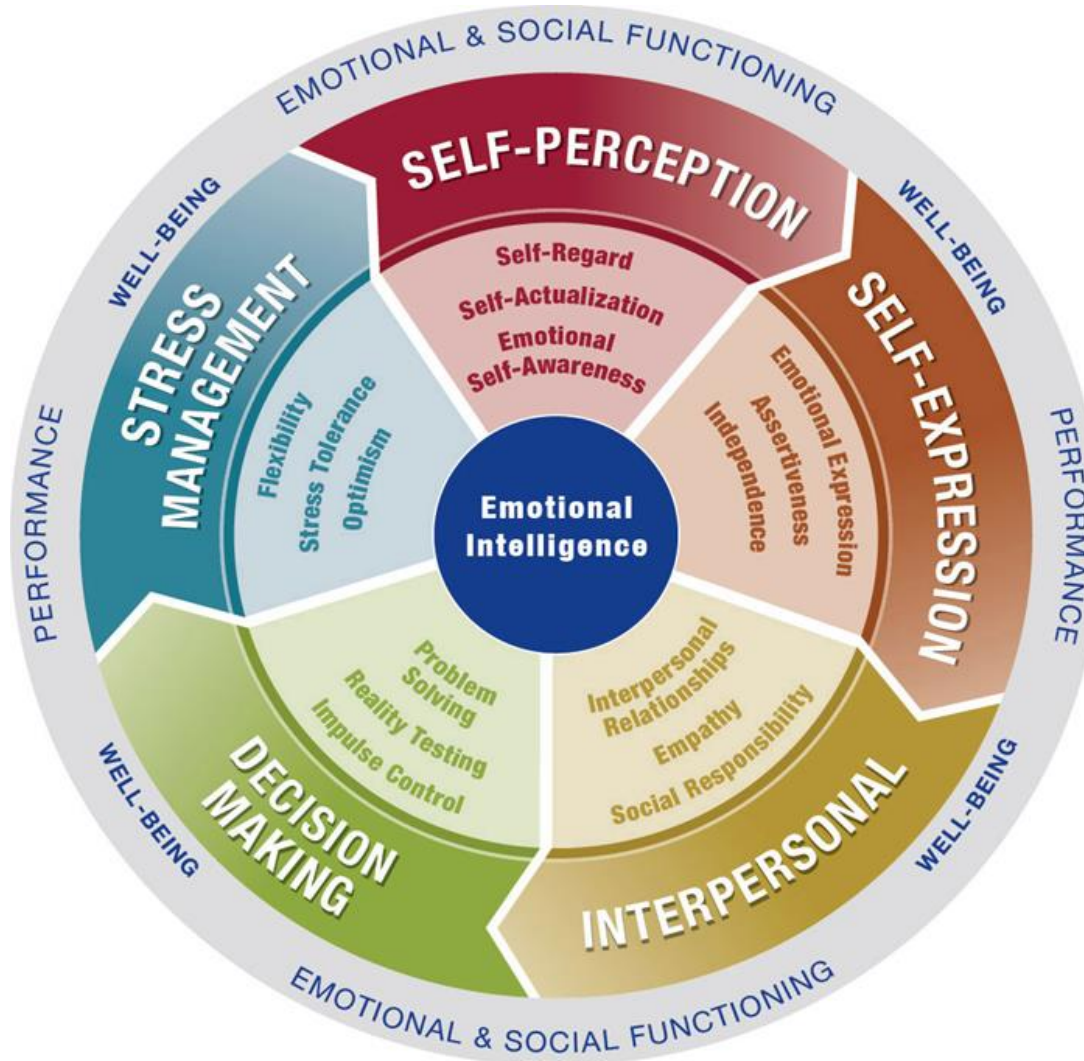 EMOTIONAL & SOCIAL FUNCTIONING
WELL-BEING
WELL-BEING
PERFORMANCE
PERFORMANCE
WELL-BEING
WELL-BEING
EMOTIONAL & SOCIAL FUNCTIONING
SELF-PERCEPTION
Self-Regard
Self-Actualization
Emotional
Self-Awareness
SELF-EXPRESSION
Emotional Expression
Assertiveness
Independence
INTERPERSONAL
Interpersonal
Relationships
Empathy
Social Responsibility
DECISION
MAKING
Problem
Solving
Reality Testing
Impulse Control
STRESS
MANAGEMENT
Flexibility
Stress Tolerance
Optimism
Emotional
Intelligence